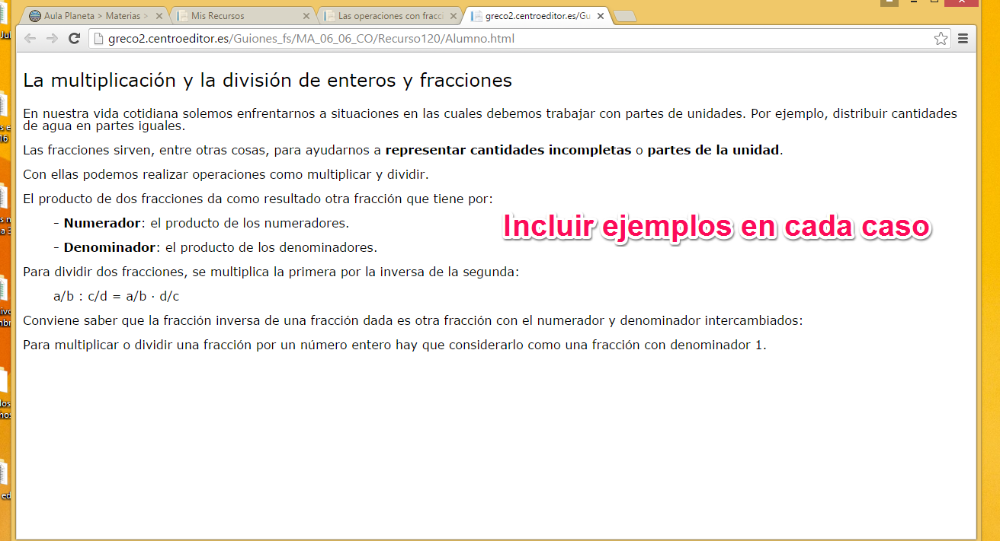 Aula Planeta > Materias >
Mis Recursos
Las operaciones con fracci
greco2.centroeditor.es/Gu
greco2.centroeditor.es/Guiones_fs/MA_06_06_CO/Recurso120/Alumno.html
La multiplicación y la división de enteros y fracciones
En nuestra vida cotidiana solemos enfrentarnos a situaciones en las cuales debemos trabajar con partes de unidades. Por ejemplo, distribuir cantidades
de agua en partes iguales.
Las fracciones sirven, entre otras cosas, para ayudarnos a representar cantidades incompletas o partes de la unidad.
Con ellas podemos realizar operaciones como multiplicar y dividir.
El producto de dos fracciones da como resultado otra fracción que tiene por:
- Numerador: el producto de los numeradores.
Incluir ejemplos en cada caso
- Denominador: el producto de los denominadores.
Para dividir dos fracciones, se multiplica la primera por la inversa de la segunda:
a/b : c/d = a/b · d/c
Conviene saber que la fracción inversa de una fracción dada es otra fracción con el numerador y denominador intercambiados:
Para multiplicar o dividir una fracción por un número entero hay que considerarlo como una fracción con denominador 1.